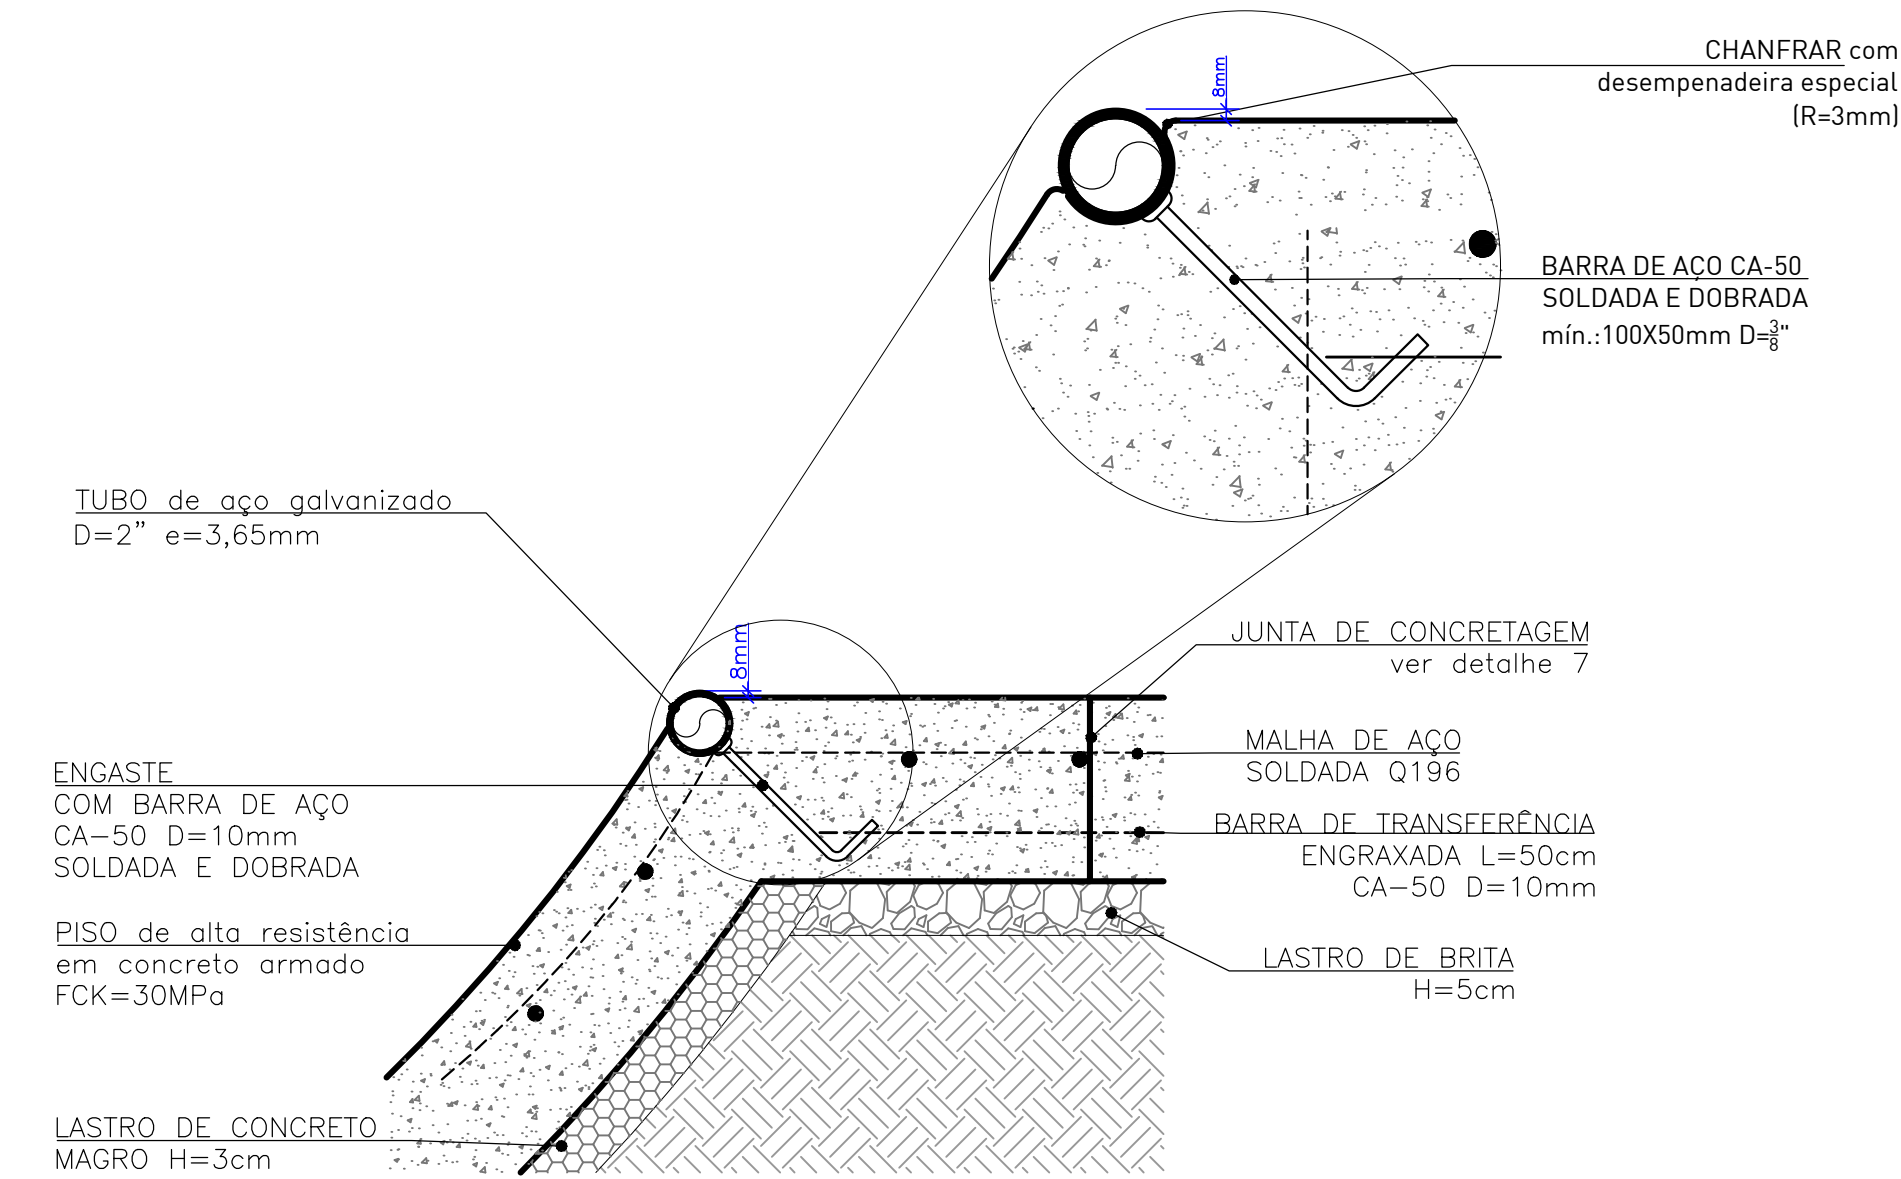 CHANFRAR com
desempenadeira especial
(R=3mm)
8mm
BARRA DE AÇO CA-50
SOLDADA E DOBRADA
mín.:100X50mm D=3/8"
TUBO de aço galvanizado
D=2” e=3,65mm
8mm
JUNTA DE CONCRETAGEM
ver detalhe 7
MALHA DE AÇO
SOLDADA Q196
ENGASTE
COM BARRA DE AÇO
CA-50 D=10mm
SOLDADA E DOBRADA
BARRA DE TRANSFERÊNCIA
ENGRAXADA L=50cm
CA-50 D=10mm
PISO de alta resistência
em concreto armado
FCK=30MPa
LASTRO DE BRITA
H=5cm
LASTRO DE CONCRETO
MAGRO H=3cm